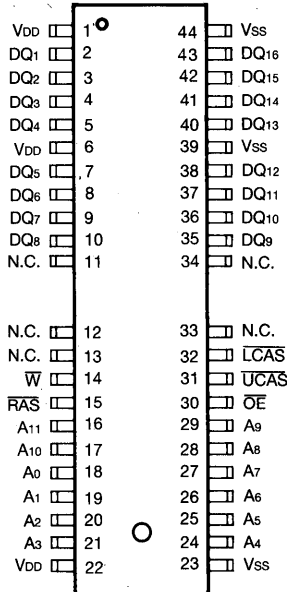 VDD 1 44 VSS
DQ1 2 43 DQ16
DQ2 3 42 DQ15
DQ3 4 41 DQ14
DQ4 5 40 DQ13
VDD 6 39 VSS
DQ5 7 38 DQ12
DQ6 8 37 DQ11
DQ7 9 36 DQ10
DQ8 10 35 DQ9
N.C. 11 34 N.C.
N.C. 12 33 N.C.
N.C. 13 32 L̅C̅A̅S̅
W̅ 14 31 U̅C̅A̅S̅
R̅A̅S̅ 15 30 O̅E̅
A11 16 29 A9
A10 17 28 A8
A0 18 27 A7
A1 19 26 A6
A2 20 25 A5
A3 21 24 A4
VDD 22 23 VSS